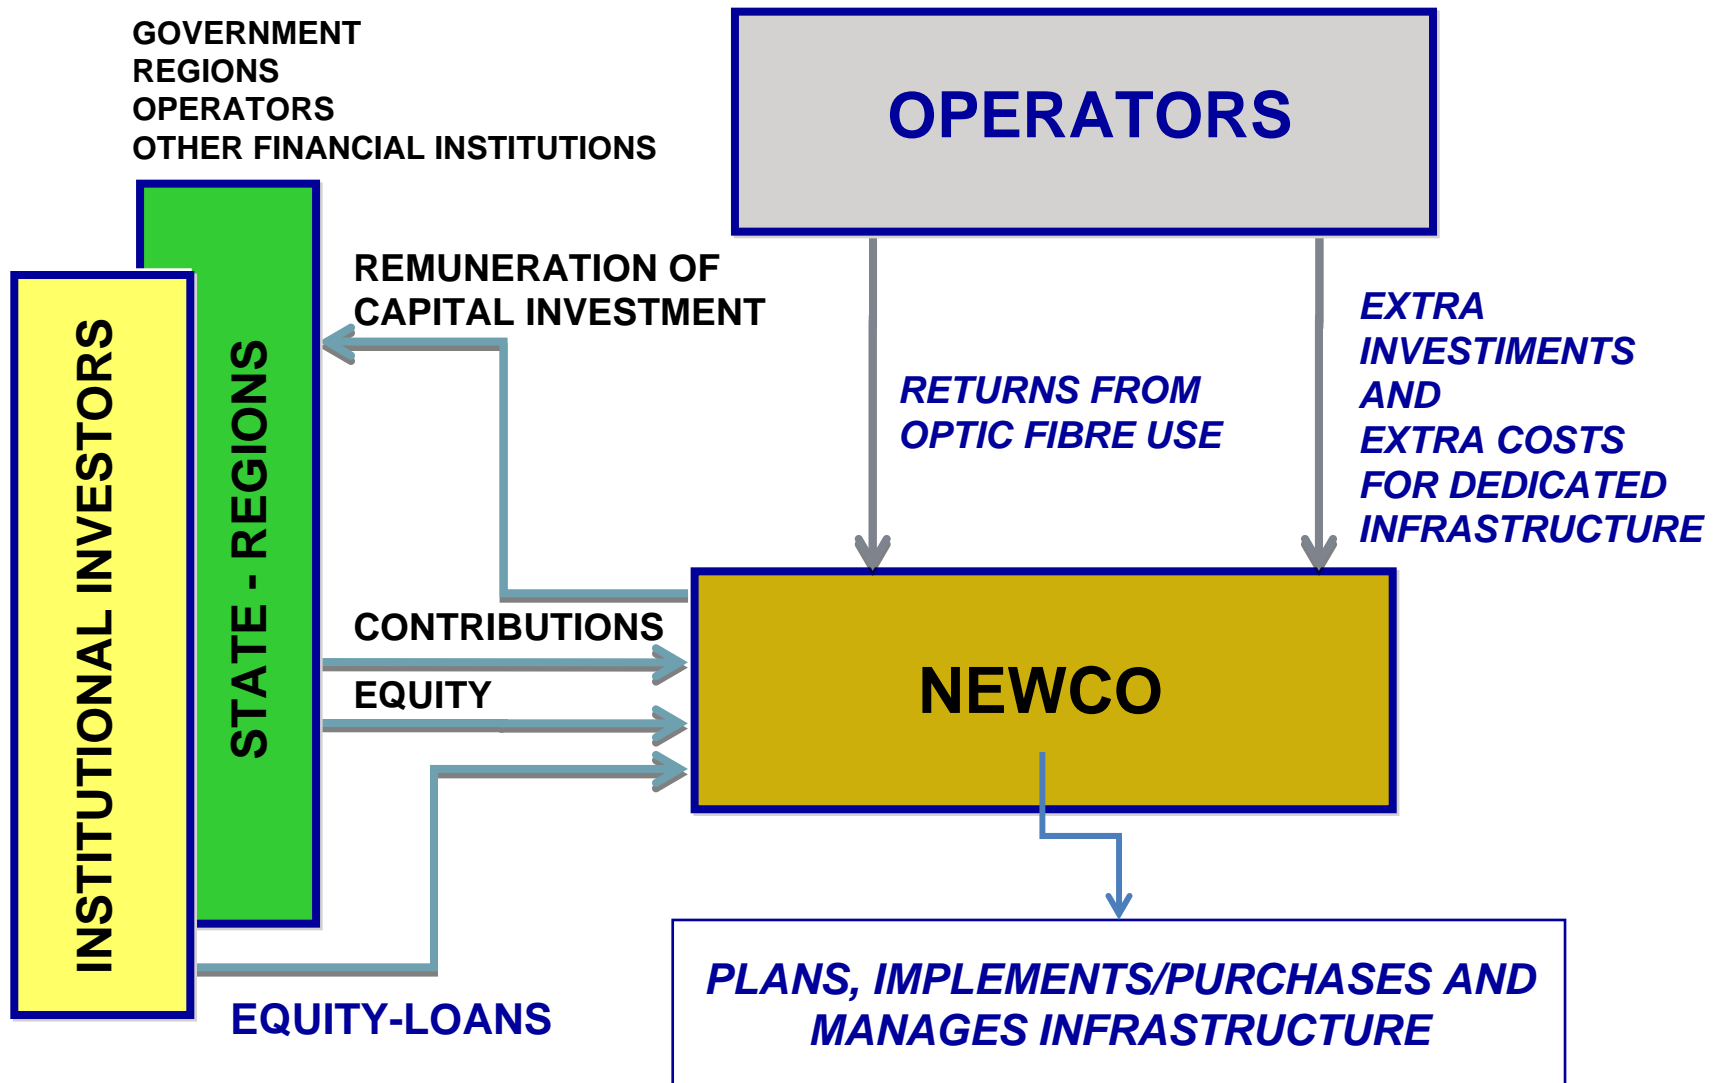 GOVERNMENT
REGIONS
OPERATORS
OTHER FINANCIAL INSTITUTIONS
OPERATORS
REMUNERATION OF
CAPITAL INVESTMENT
INSTITUTIONAL INVESTORS
STATE - REGIONS
RETURNS FROM
OPTIC FIBRE USE
EXTRA
INVESTIMENTS
AND
EXTRA COSTS
FOR DEDICATED
INFRASTRUCTURE
CONTRIBUTIONS
EQUITY
NEWCO
EQUITY-LOANS
PLANS, IMPLEMENTS/PURCHASES AND
MANAGES INFRASTRUCTURE